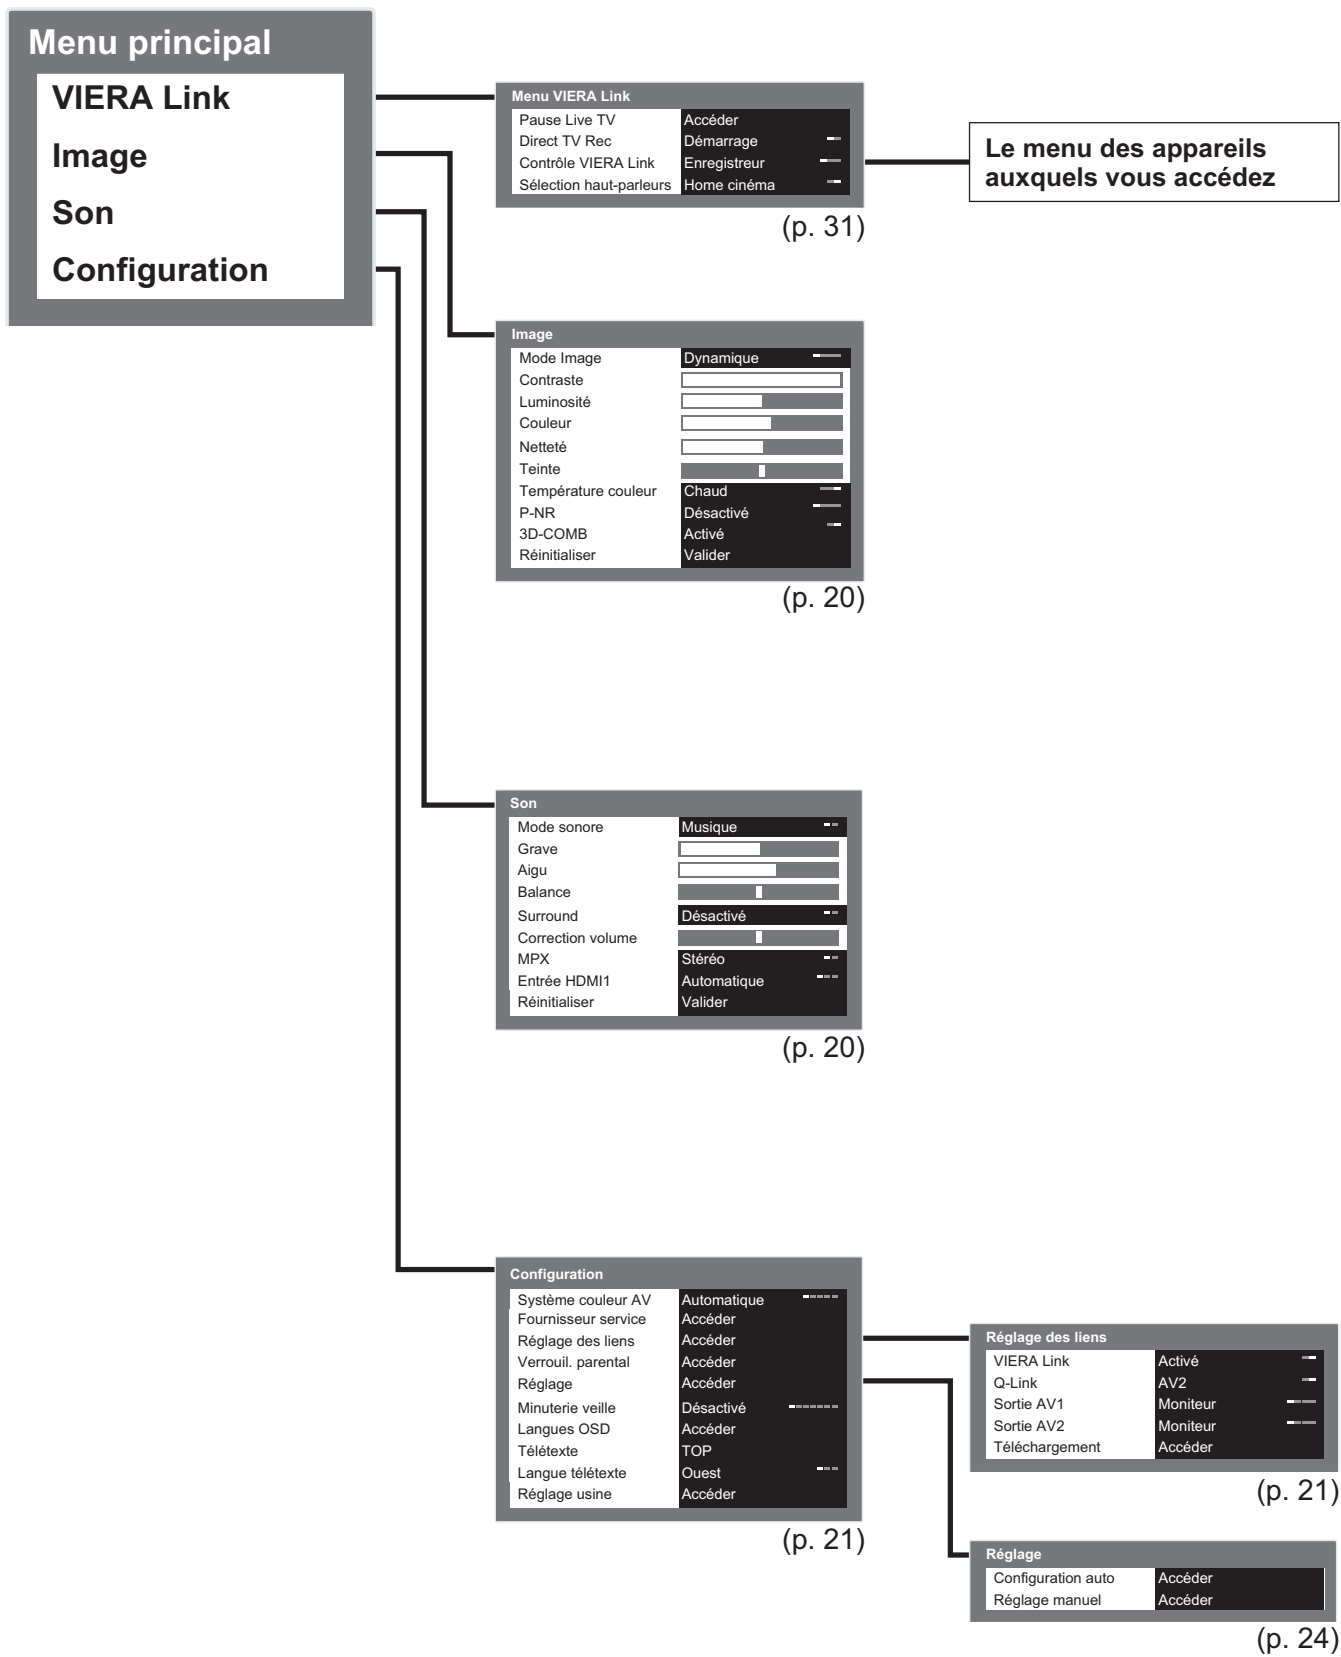 Menu principal
VIERA Link
Image
Son
Configuration
Menu VIERA Link
Pause Live TV Accéder
Direct TV Rec Démarrage
Contrôle VIERA Link Enregistreur
Sélection haut-parleurs Home cinéma
(p. 31)
Le menu des appareils
auxquels vous accédez
Image
Mode Image Dynamique
Contraste
Luminosité
Couleur
Netteté
Teinte
Température couleur Chaud
P-NR Désactivé
3D-COMB Activé
Réinitialiser Valider
(p. 20)
Son
Mode sonore Musique
Grave
Aigu
Balance
Surround Désactivé
Correction volume
MPX Stéréo
Entrée HDMI1 Automatique
Réinitialiser Valider
(p. 20)
Configuration
Système couleur AV Automatique
Fournisseur service Accéder
Réglage des liens Accéder
Verrouil. parental Accéder
Réglage Accéder
Minuterie veille Désactivé
Langues OSD Accéder
Télétexte TOP
Langue télétexte Ouest
Réglage usine Accéder
(p. 21)
Réglage des liens
VIERA Link Activé
Q-Link AV2
Sortie AV1 Moniteur
Sortie AV2 Moniteur
Téléchargement Accéder
(p. 21)
Réglage
Configuration auto Accéder
Réglage manuel Accéder
(p. 24)